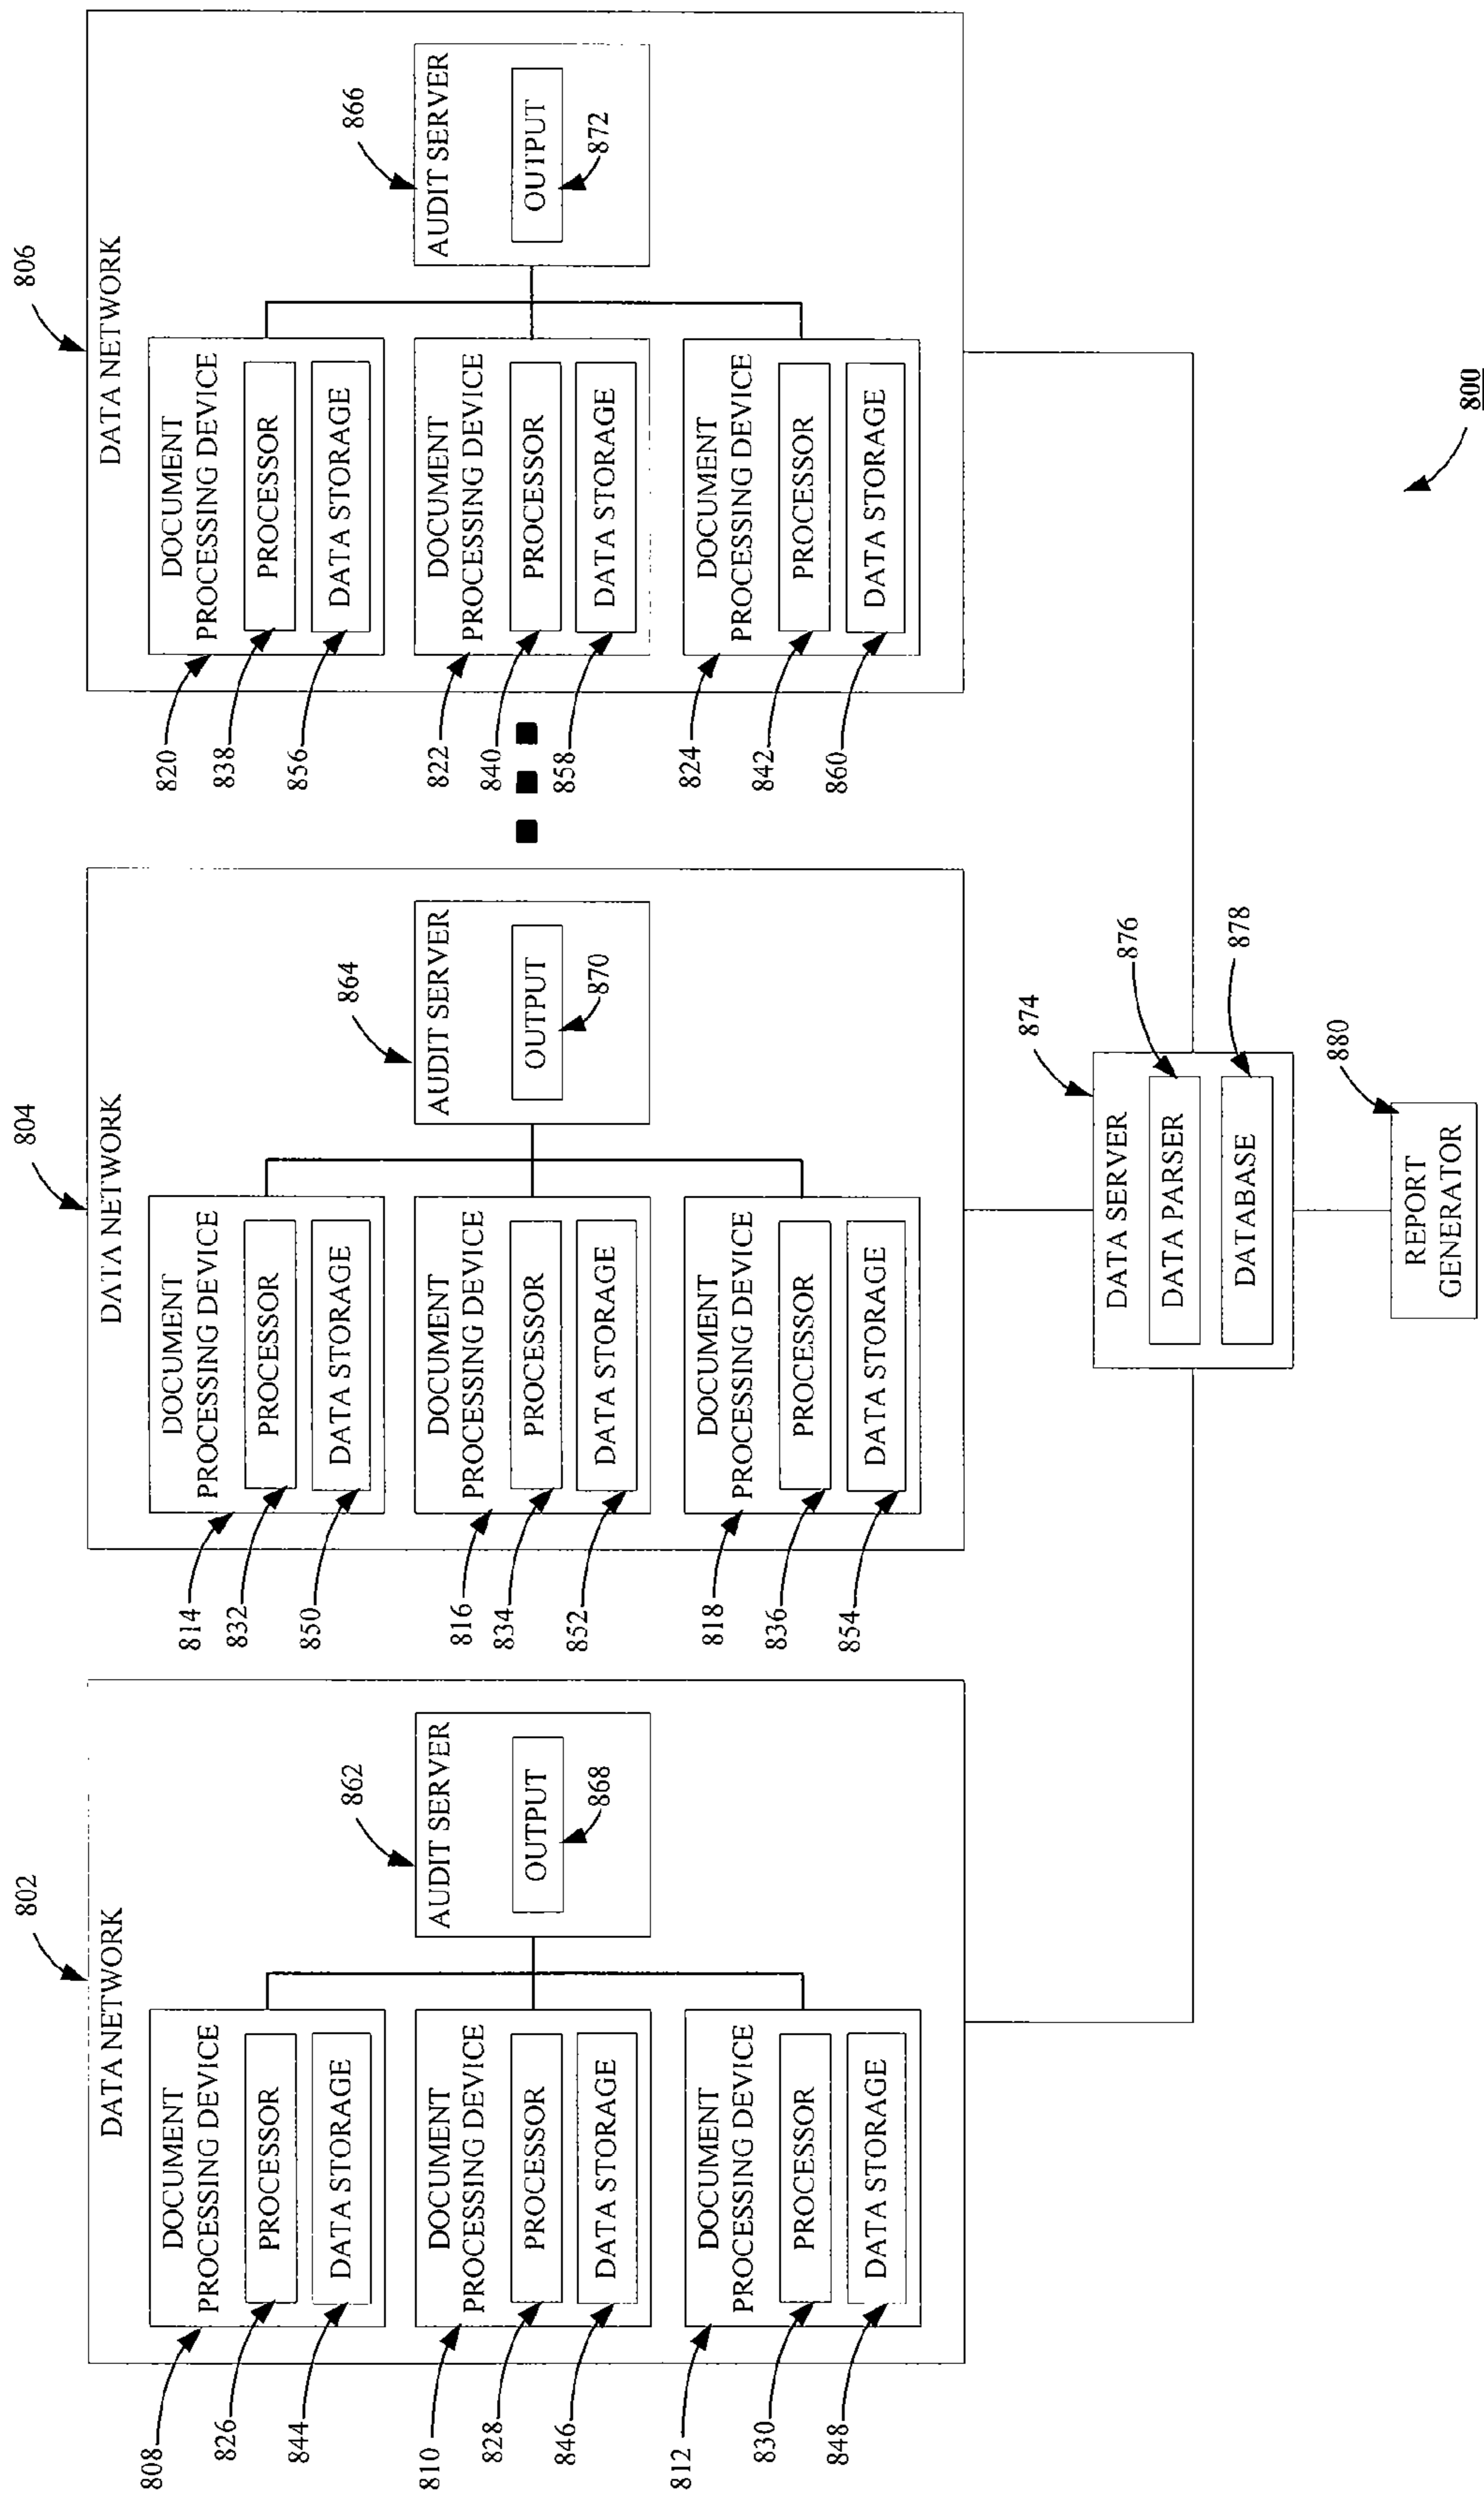 802
DATA NETWORK
808
DOCUMENT
PROCESSING DEVICE
826
PROCESSOR
844
DATA STORAGE
810
DOCUMENT
PROCESSING DEVICE
828
PROCESSOR
846
DATA STORAGE
812
DOCUMENT
PROCESSING DEVICE
830
PROCESSOR
848
DATA STORAGE
862
AUDIT SERVER
OUTPUT
868
804
DATA NETWORK
814
DOCUMENT
PROCESSING DEVICE
832
PROCESSOR
850
DATA STORAGE
816
DOCUMENT
PROCESSING DEVICE
834
PROCESSOR
852
DATA STORAGE
818
DOCUMENT
PROCESSING DEVICE
836
PROCESSOR
854
DATA STORAGE
864
AUDIT SERVER
OUTPUT
870
806
DATA NETWORK
820
DOCUMENT
PROCESSING DEVICE
838
PROCESSOR
856
DATA STORAGE
822
DOCUMENT
PROCESSING DEVICE
840
PROCESSOR
858
DATA STORAGE
824
DOCUMENT
PROCESSING DEVICE
842
PROCESSOR
860
DATA STORAGE
866
AUDIT SERVER
OUTPUT
872
874
DATA SERVER
DATA PARSER
876
DATABASE
878
880
REPORT
GENERATOR
800